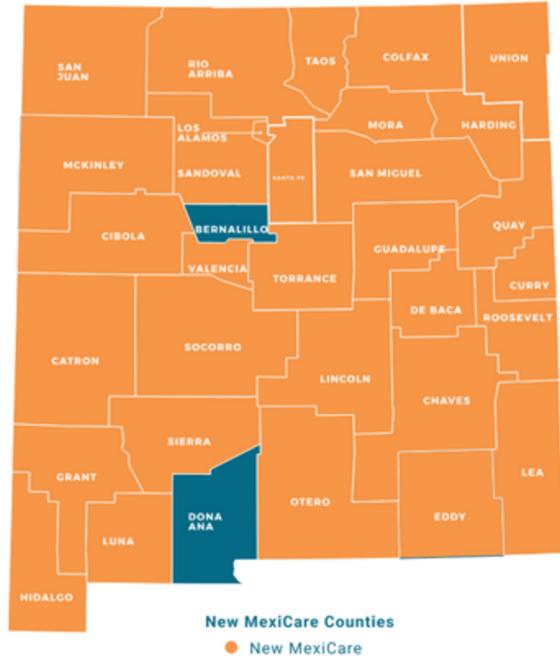 SAN
JUAN
RIO
ARRIBA
TAOS
COLFAX
UNION
LOS
ALAMOS
MORA
HARDING
MCKINLEY
SANDOVAL
SANTA FE
SAN MIGUEL
CIBOLA
BERNALILLO
QUAY
VALENCIA
GUADALUPE
TORRANCE
CURRY
DE BACA
ROOSEVELT
CATRON
SOCORRO
LINCOLN
CHAVES
SIERRA
GRANT
LEA
OTERO
DONA
ANA
EDDY
LUNA
HIDALGO
New MexiCare Counties
New MexiCare